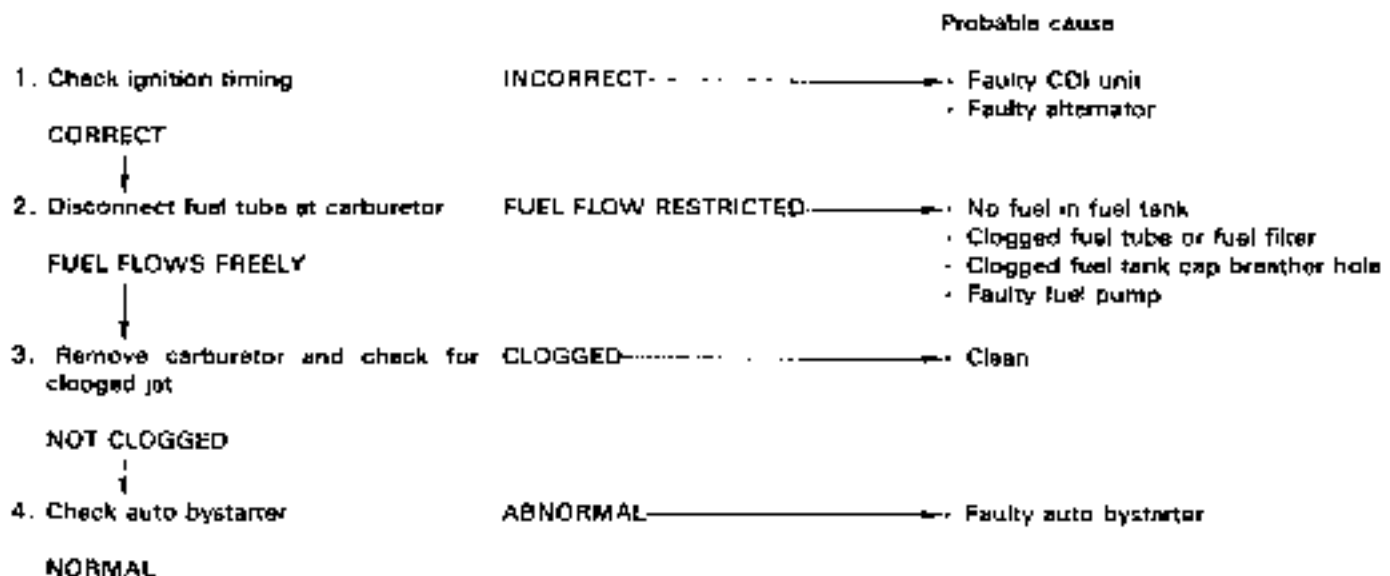 Probable cause
1. Check ignition timing INCORRECT - Faulty CDI unit
- Faulty alternator
CORRECT
2. Disconnect fuel tube at carburetor FUEL FLOW RESTRICTED - No fuel in fuel tank
- Clogged fuel tube or fuel filter
FUEL FLOWS FREELY - Clogged fuel tank cap breather hole
- Faulty fuel pump
3. Remove carburetor and check for CLOGGED - Clean
clogged jet
NOT CLOGGED
4. Check auto bystarter ABNORMAL - Faulty auto bystarter
NORMAL